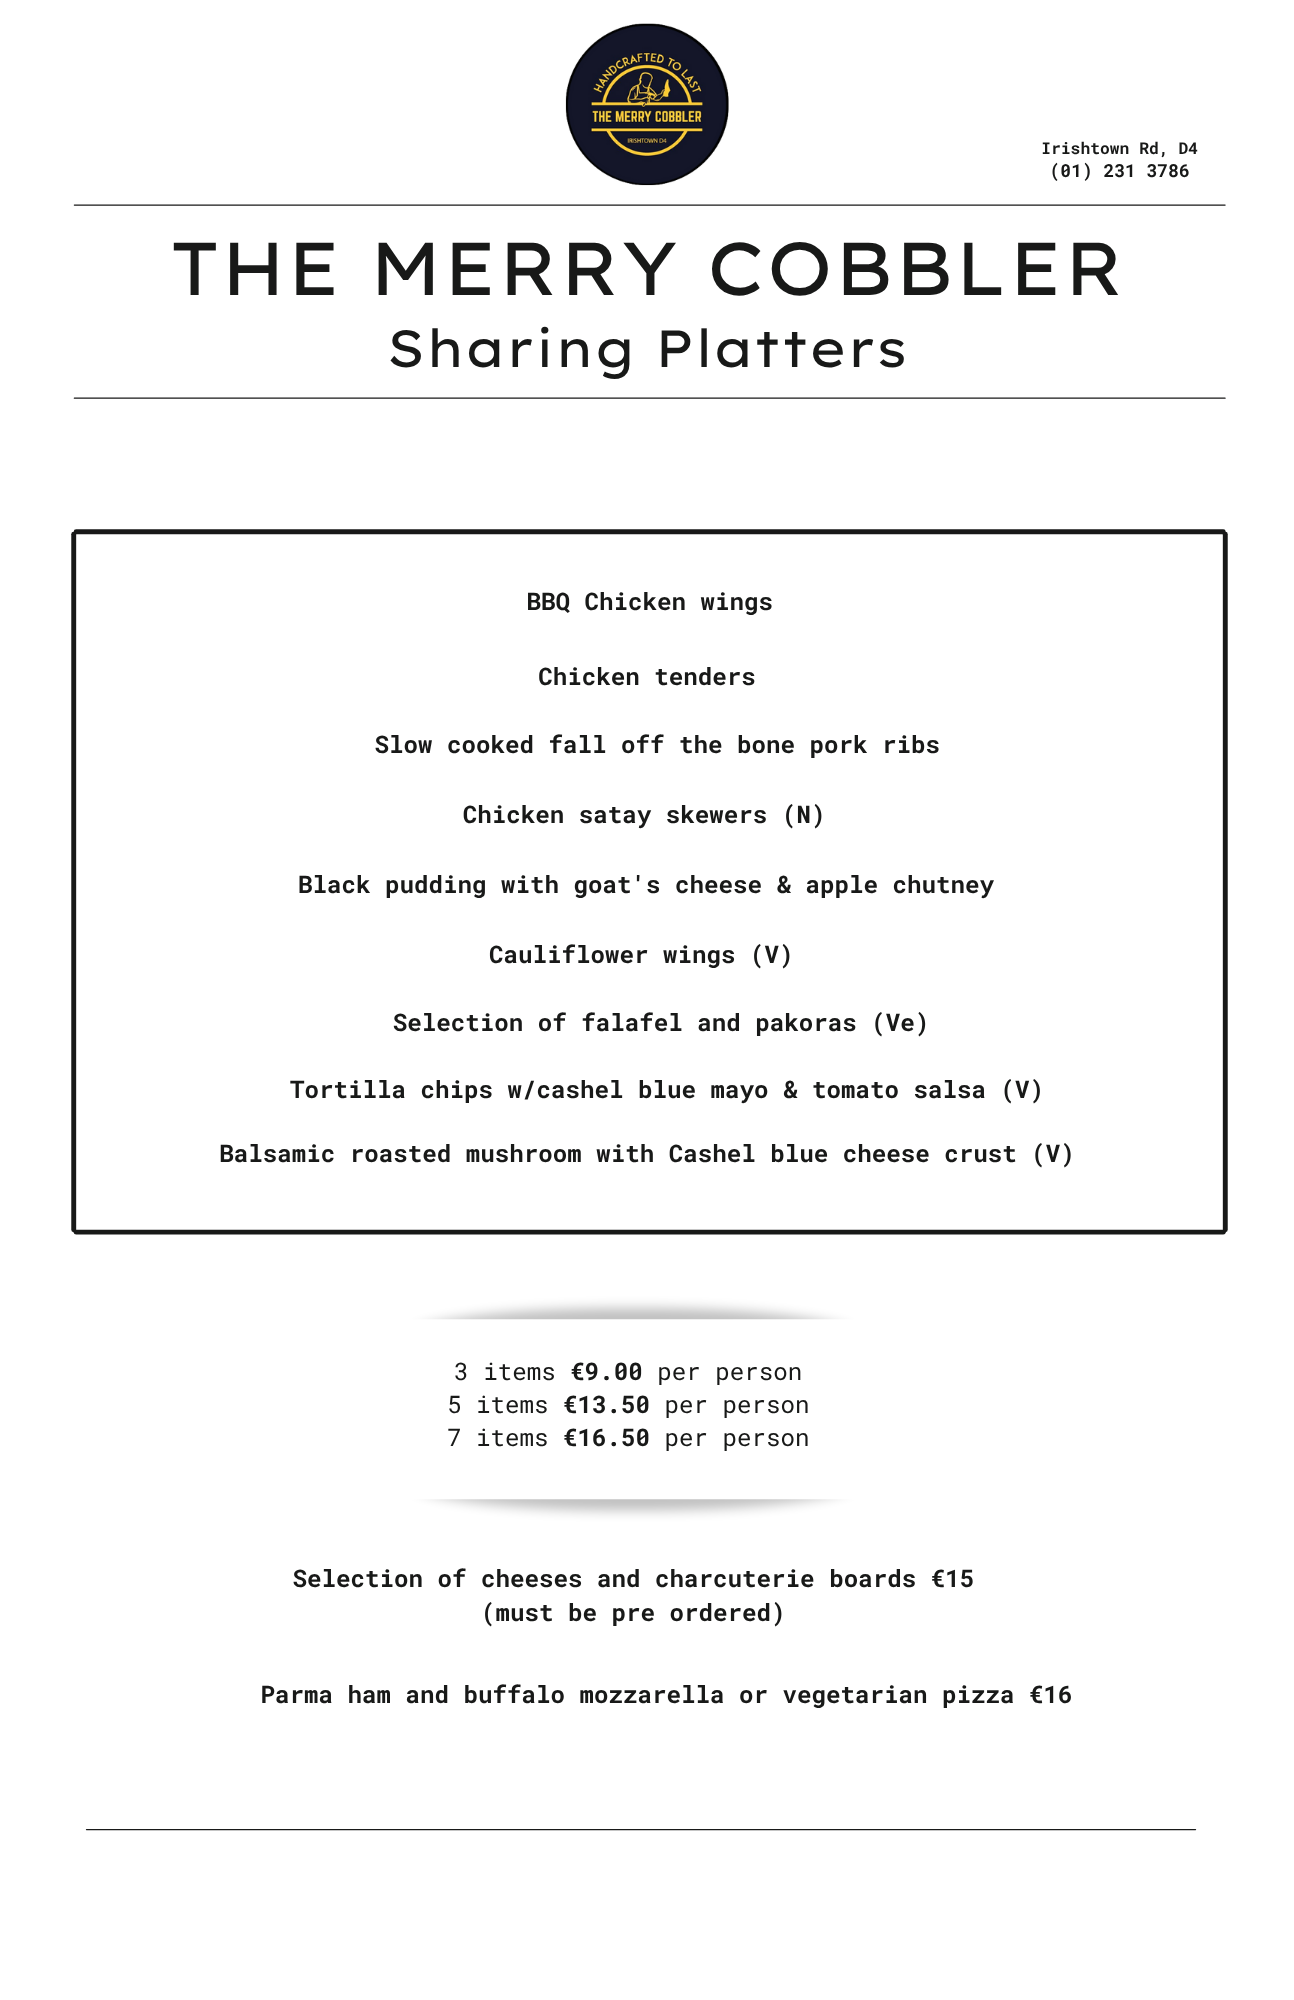 HANDCRAFTED TO LAST
THE MERRY COBBLER
IRISHTOWN D4
Irishtown Rd, D4
(01) 231 3786
THE MERRY COBBLER
Sharing Platters
BBQ Chicken wings
Chicken tenders
Slow cooked fall off the bone pork ribs
Chicken satay skewers (N)
Black pudding with goat's cheese & apple chutney
Cauliflower wings (V)
Selection of falafel and pakoras (Ve)
Tortilla chips w/cashel blue mayo & tomato salsa (V)
Balsamic roasted mushroom with Cashel blue cheese crust (V)
3 items €9.00 per person
5 items €13.50 per person
7 items €16.50 per person
Selection of cheeses and charcuterie boards €15
(must be pre ordered)
Parma ham and buffalo mozzarella or vegetarian pizza €16